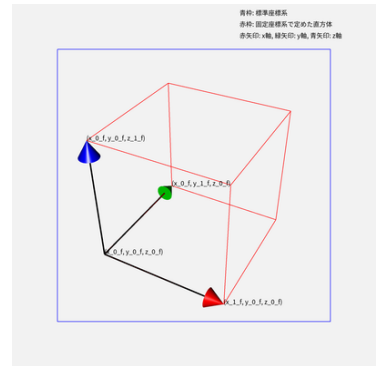 青枠: 標準座標系
赤枠: 固定座標系で定めた直方体
赤矢印: x軸, 緑矢印: y軸, 青矢印: z軸
(x_0_f, y_0_f, z_1_f)
(x_0_f, y_1_f, z_0_f)
(x_0_f, y_0_f, z_0_f)
(x_1_f, y_0_f, z_0_f)